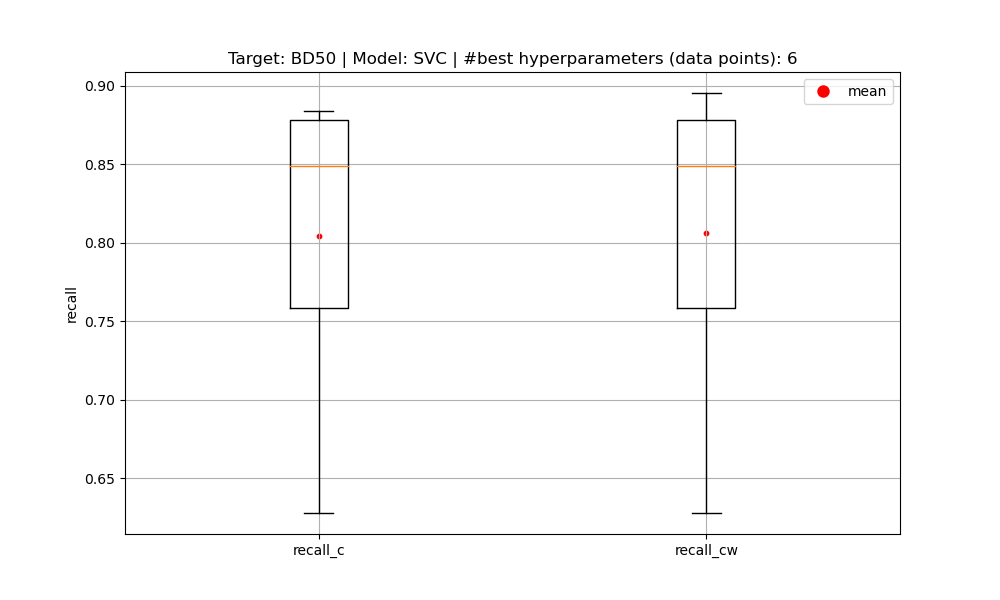 Target: BD50 | Model: SVC | #best hyperparameters (data points): 6
mean
0.90
0.85
0.80
0.75
0.70
0.65
recall
recall_c
recall_cw